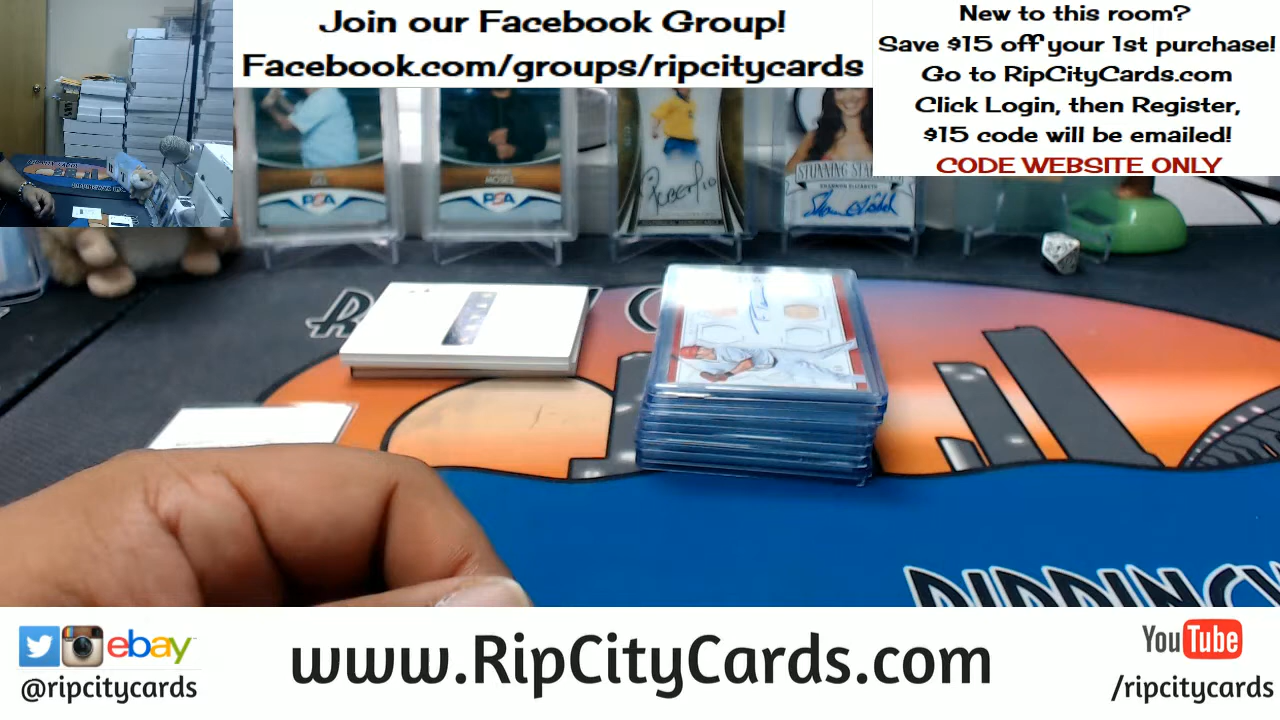 Join our Facebook Group!
Facebook.com/groups/ripcitycards
New to this room?
Save $15 off your 1st purchase!
Go to RipCityCards.com
Click Login, then Register,
$15 code will be emailed!
CODE WEBSITE ONLY
PSA
PSA
STUNNING
ebay
@ripcitycards
www.RipCityCards.com
YouTube
/ripcitycards